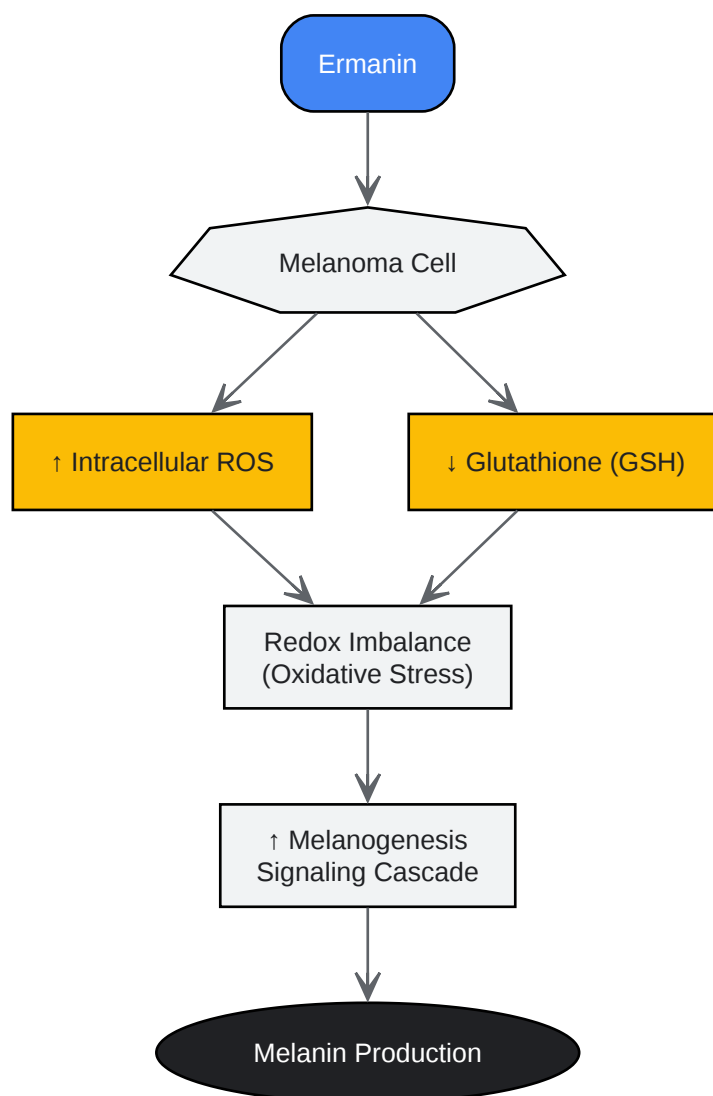 Ermanin
Melanoma Cell
↑ Intracellular ROS
↓ Glutathione (GSH)
Redox Imbalance
(Oxidative Stress)
↑ Melanogenesis
Signaling Cascade
Melanin Production